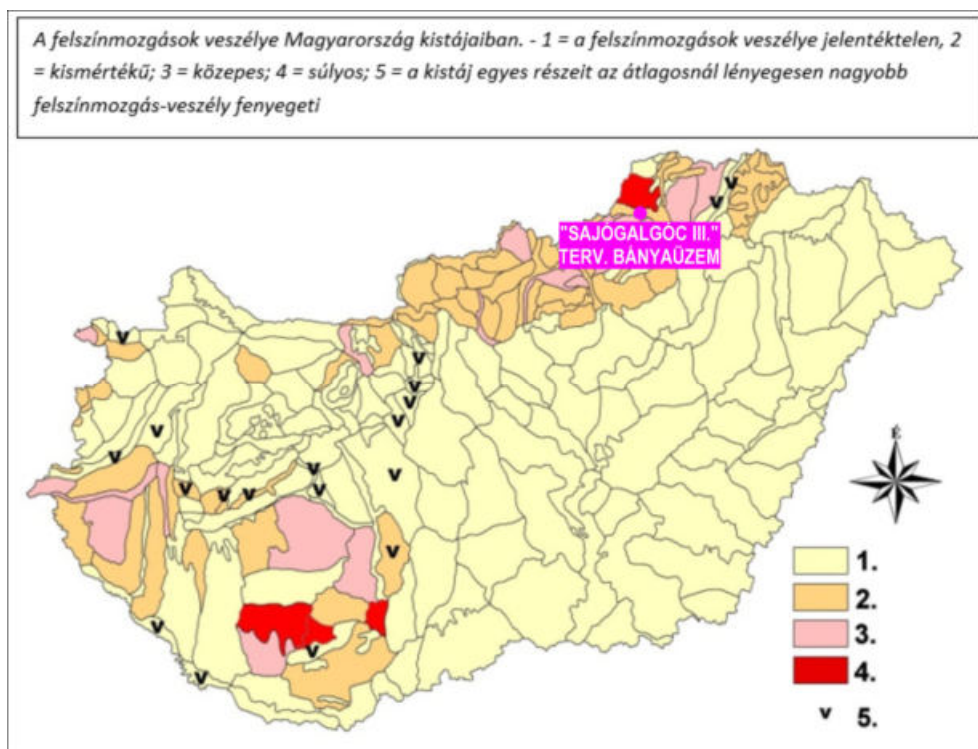 A felszínmozgások veszélye Magyarország kistájaiban. - 1 = a felszínmozgások veszélye jelentéktelen, 2
= kismértékű; 3 = közepes; 4 = súlyos; 5 = a kistáj egyes részeit az átlagosnál lényegesen nagyobb
felszínmozgás-veszély fenyegeti
"SAJÓGALGÓC III."
TERV. BÁNYAÜZEM
É
1.
2.
3.
4.
v 5.